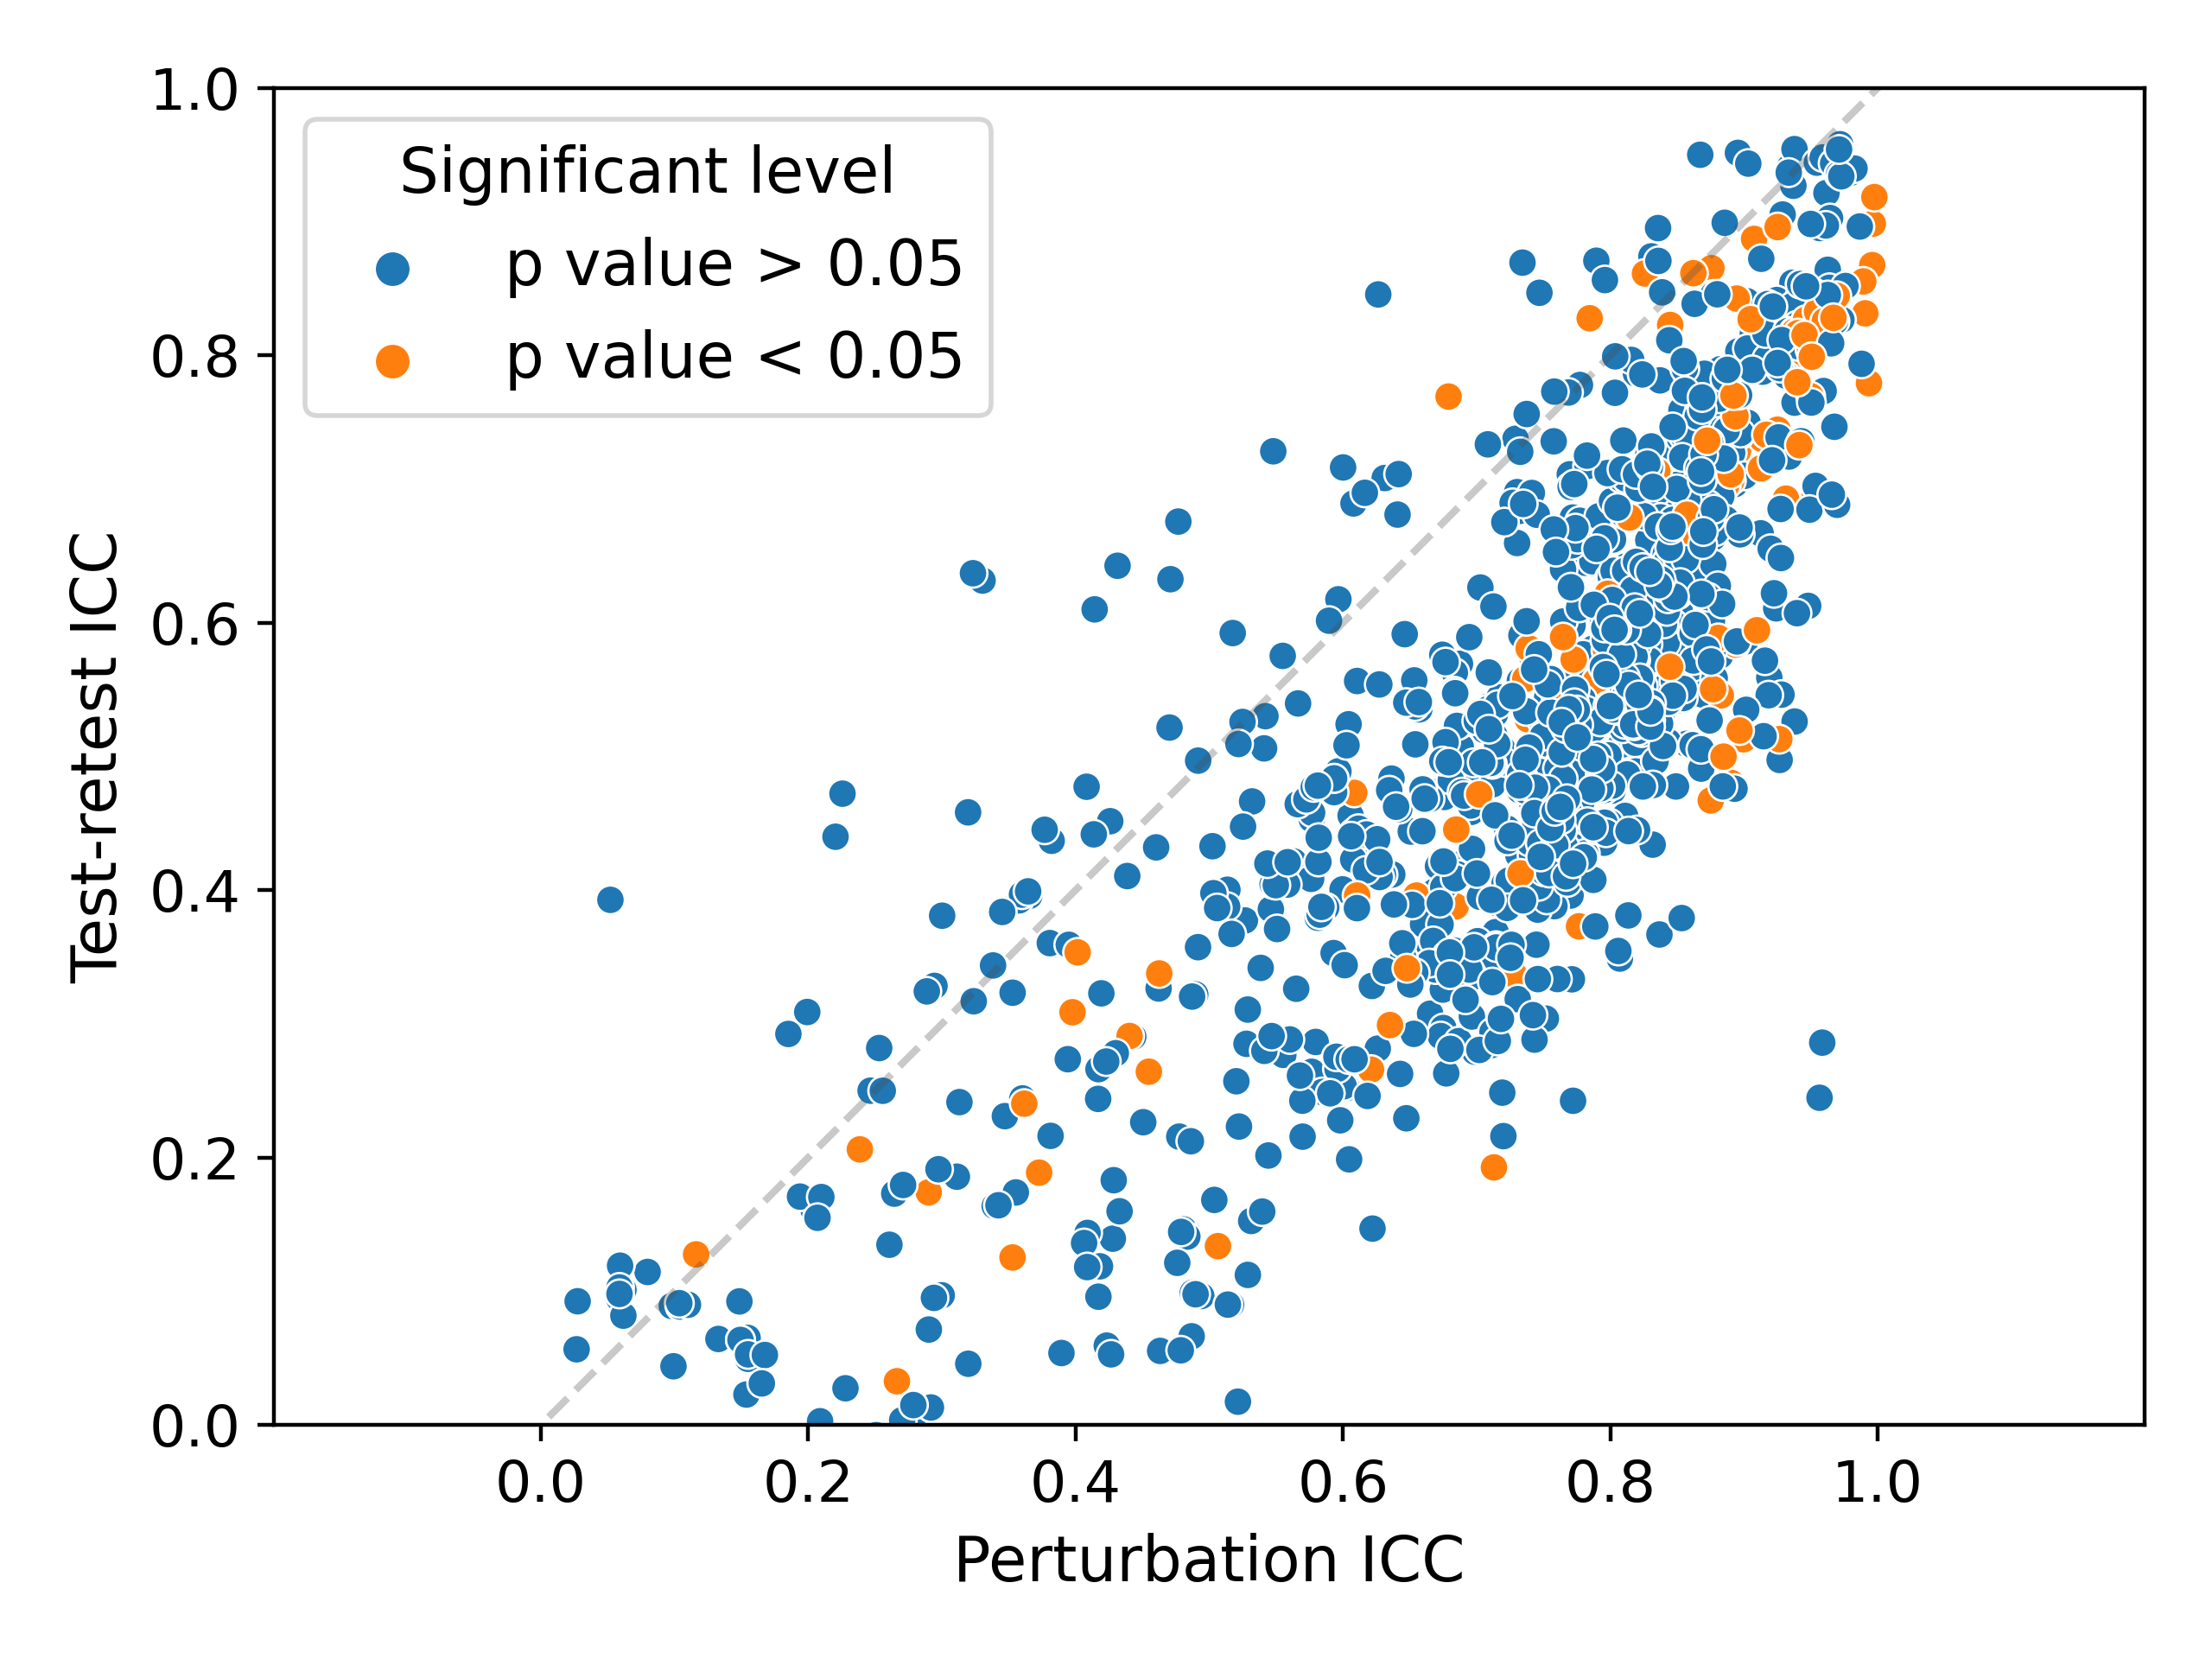 Significant level
p value > 0.05
p value < 0.05
1.0
0.8
0.6
0.4
0.2
0.0
Test-retest ICC
0.0 0.2 0.4 0.6 0.8 1.0
Perturbation ICC